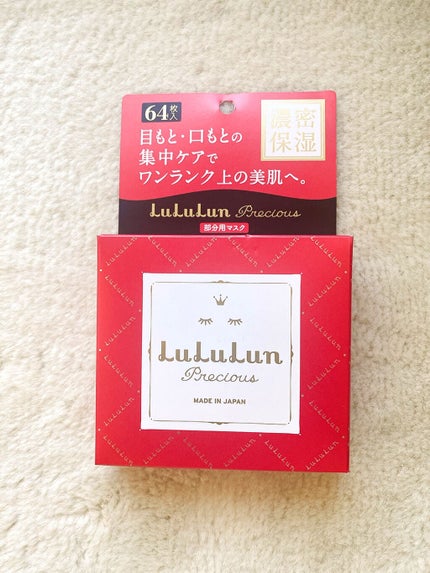 64枚入
濃密
保湿
目もと・口もとの
集中ケアで
ワンランク上の美肌へ。
LuLuLun Precious
部分用マスク
LuLuLun
Precious
MADE IN JAPAN